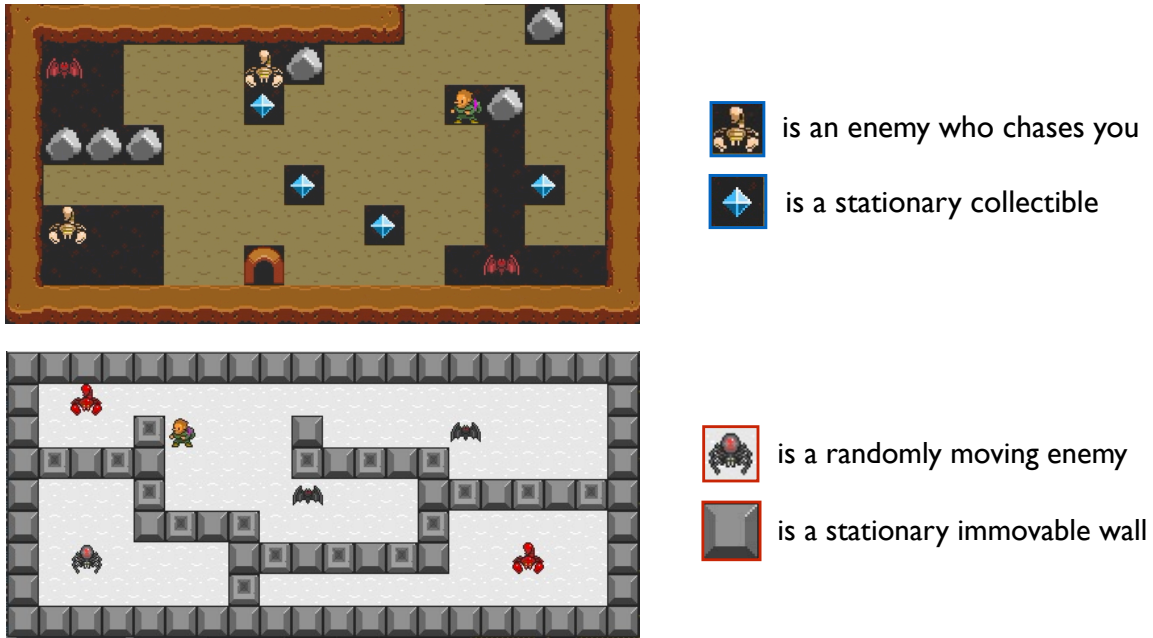 is an enemy who chases you
is a stationary collectible
is a randomly moving enemy
is a stationary immovable wall